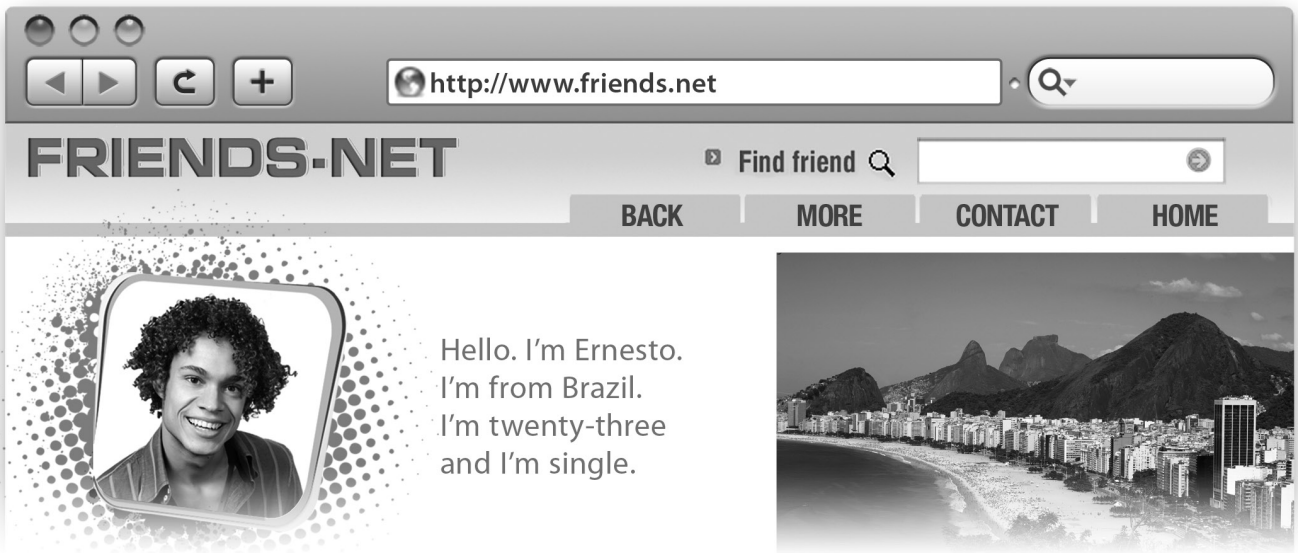 http://www.friends.net
FRIENDS-NET
Find friend
BACK MORE CONTACT HOME
Hello. I'm Ernesto.
I'm from Brazil.
I'm twenty-three
and I'm single.